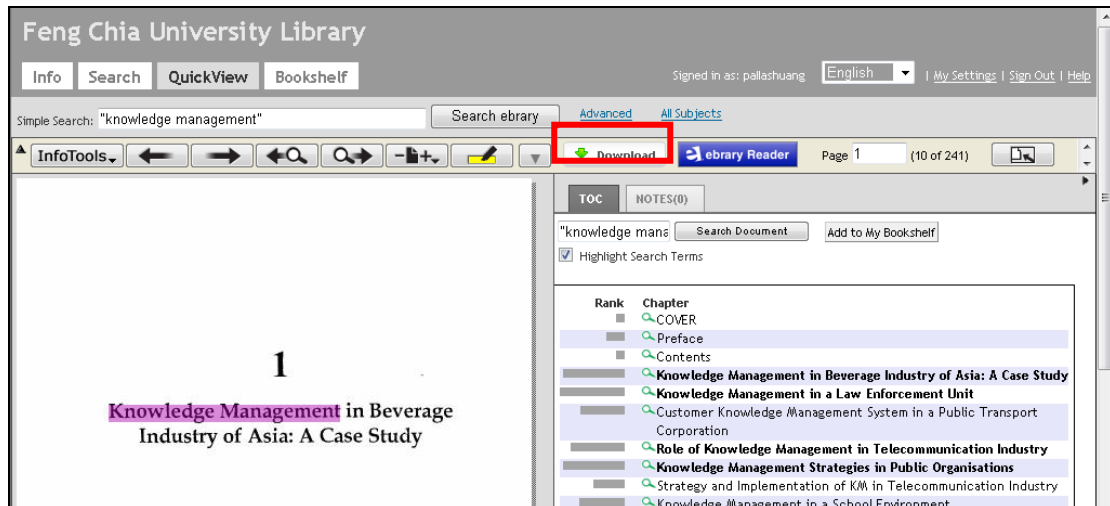 Feng Chia University Library
Info Search QuickView Bookshelf
Signed in as: pallashuang English | My Settings | Sign Out | Help
Simple Search: "knowledge management" Search ebrary Advanced All Subjects
InfoTools Download ebrary Reader Page 1 (10 of 241)
TOC NOTES(0)
"knowledge mana Search Document Add to My Bookshelf
Highlight Search Terms
Rank Chapter
COVER
Preface
Contents
Knowledge Management in Beverage Industry of Asia: A Case Study
Knowledge Management in a Law Enforcement Unit
Customer Knowledge Management System in a Public Transport
Corporation
Role of Knowledge Management in Telecommunication Industry
Knowledge Management Strategies in Public Organisations
Strategy and Implementation of KM in Telecommunication Industry
Knowledge Management in a School Environment
1
Knowledge Management in Beverage
Industry of Asia: A Case Study